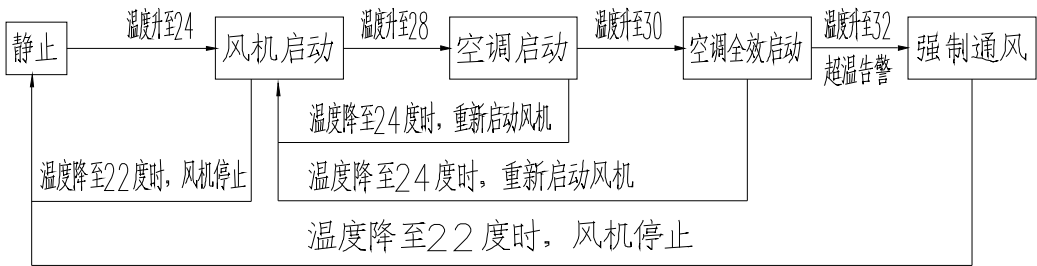 静止
温度升至24
风机启动
温度升至28
空调启动
温度升至30
空调全效启动
温度升至32
超温告警
强制通风
温度降至24度时，重新启动风机
温度降至22度时，风机停止
温度降至24度时，重新启动风机
温度降至22度时，风机停止